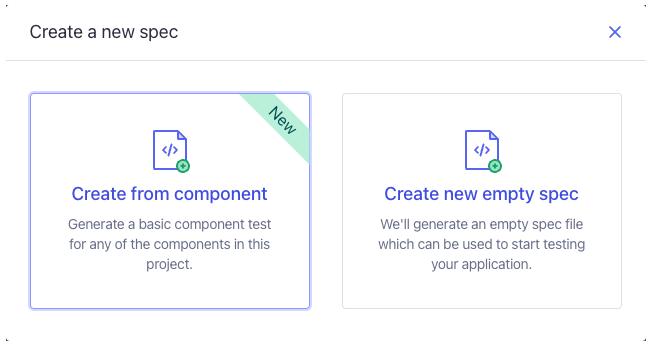 Create a new spec
New
</>
Create from component
Generate a basic component test
for any of the components in this
project.
</>
Create new empty spec
We'll generate an empty spec file
which can be used to start testing
your application.